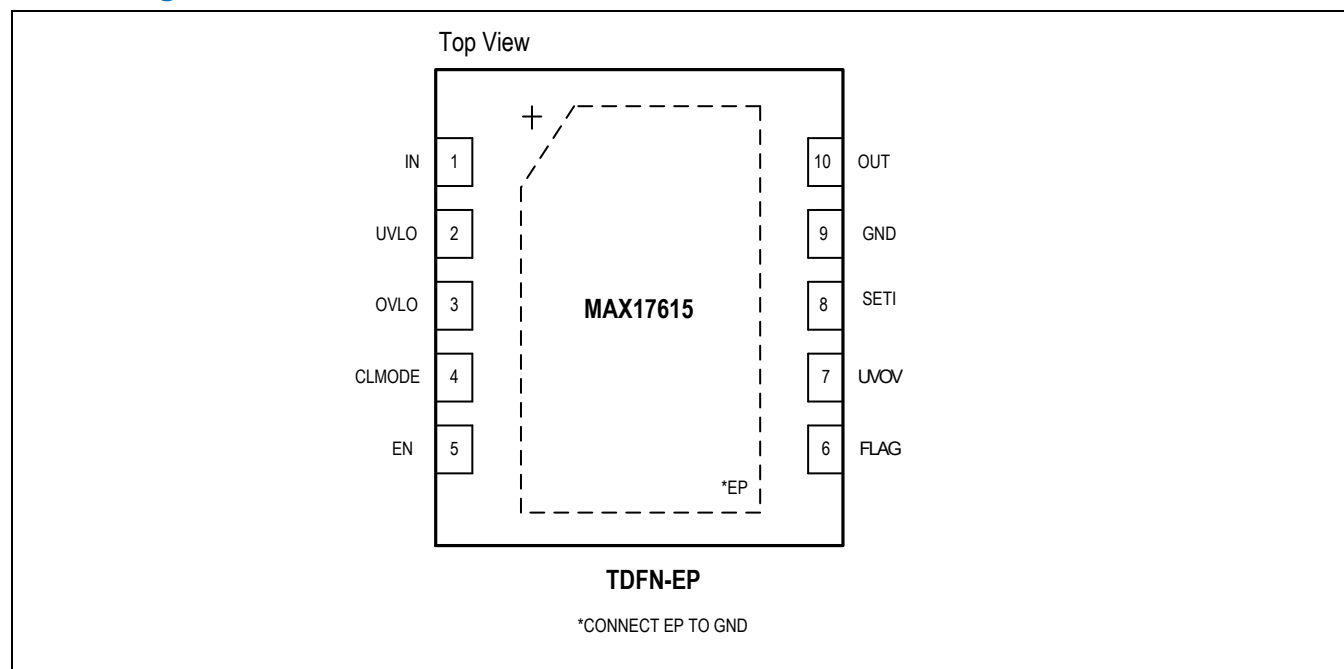 Top View
+
IN 1
UVLO 2
OVLO 3
CLMODE 4
EN 5
10 OUT
9 GND
8 SETI
7 UVOV
6 FLAG
MAX17615
*EP
TDFN-EP
*CONNECT EP TO GND